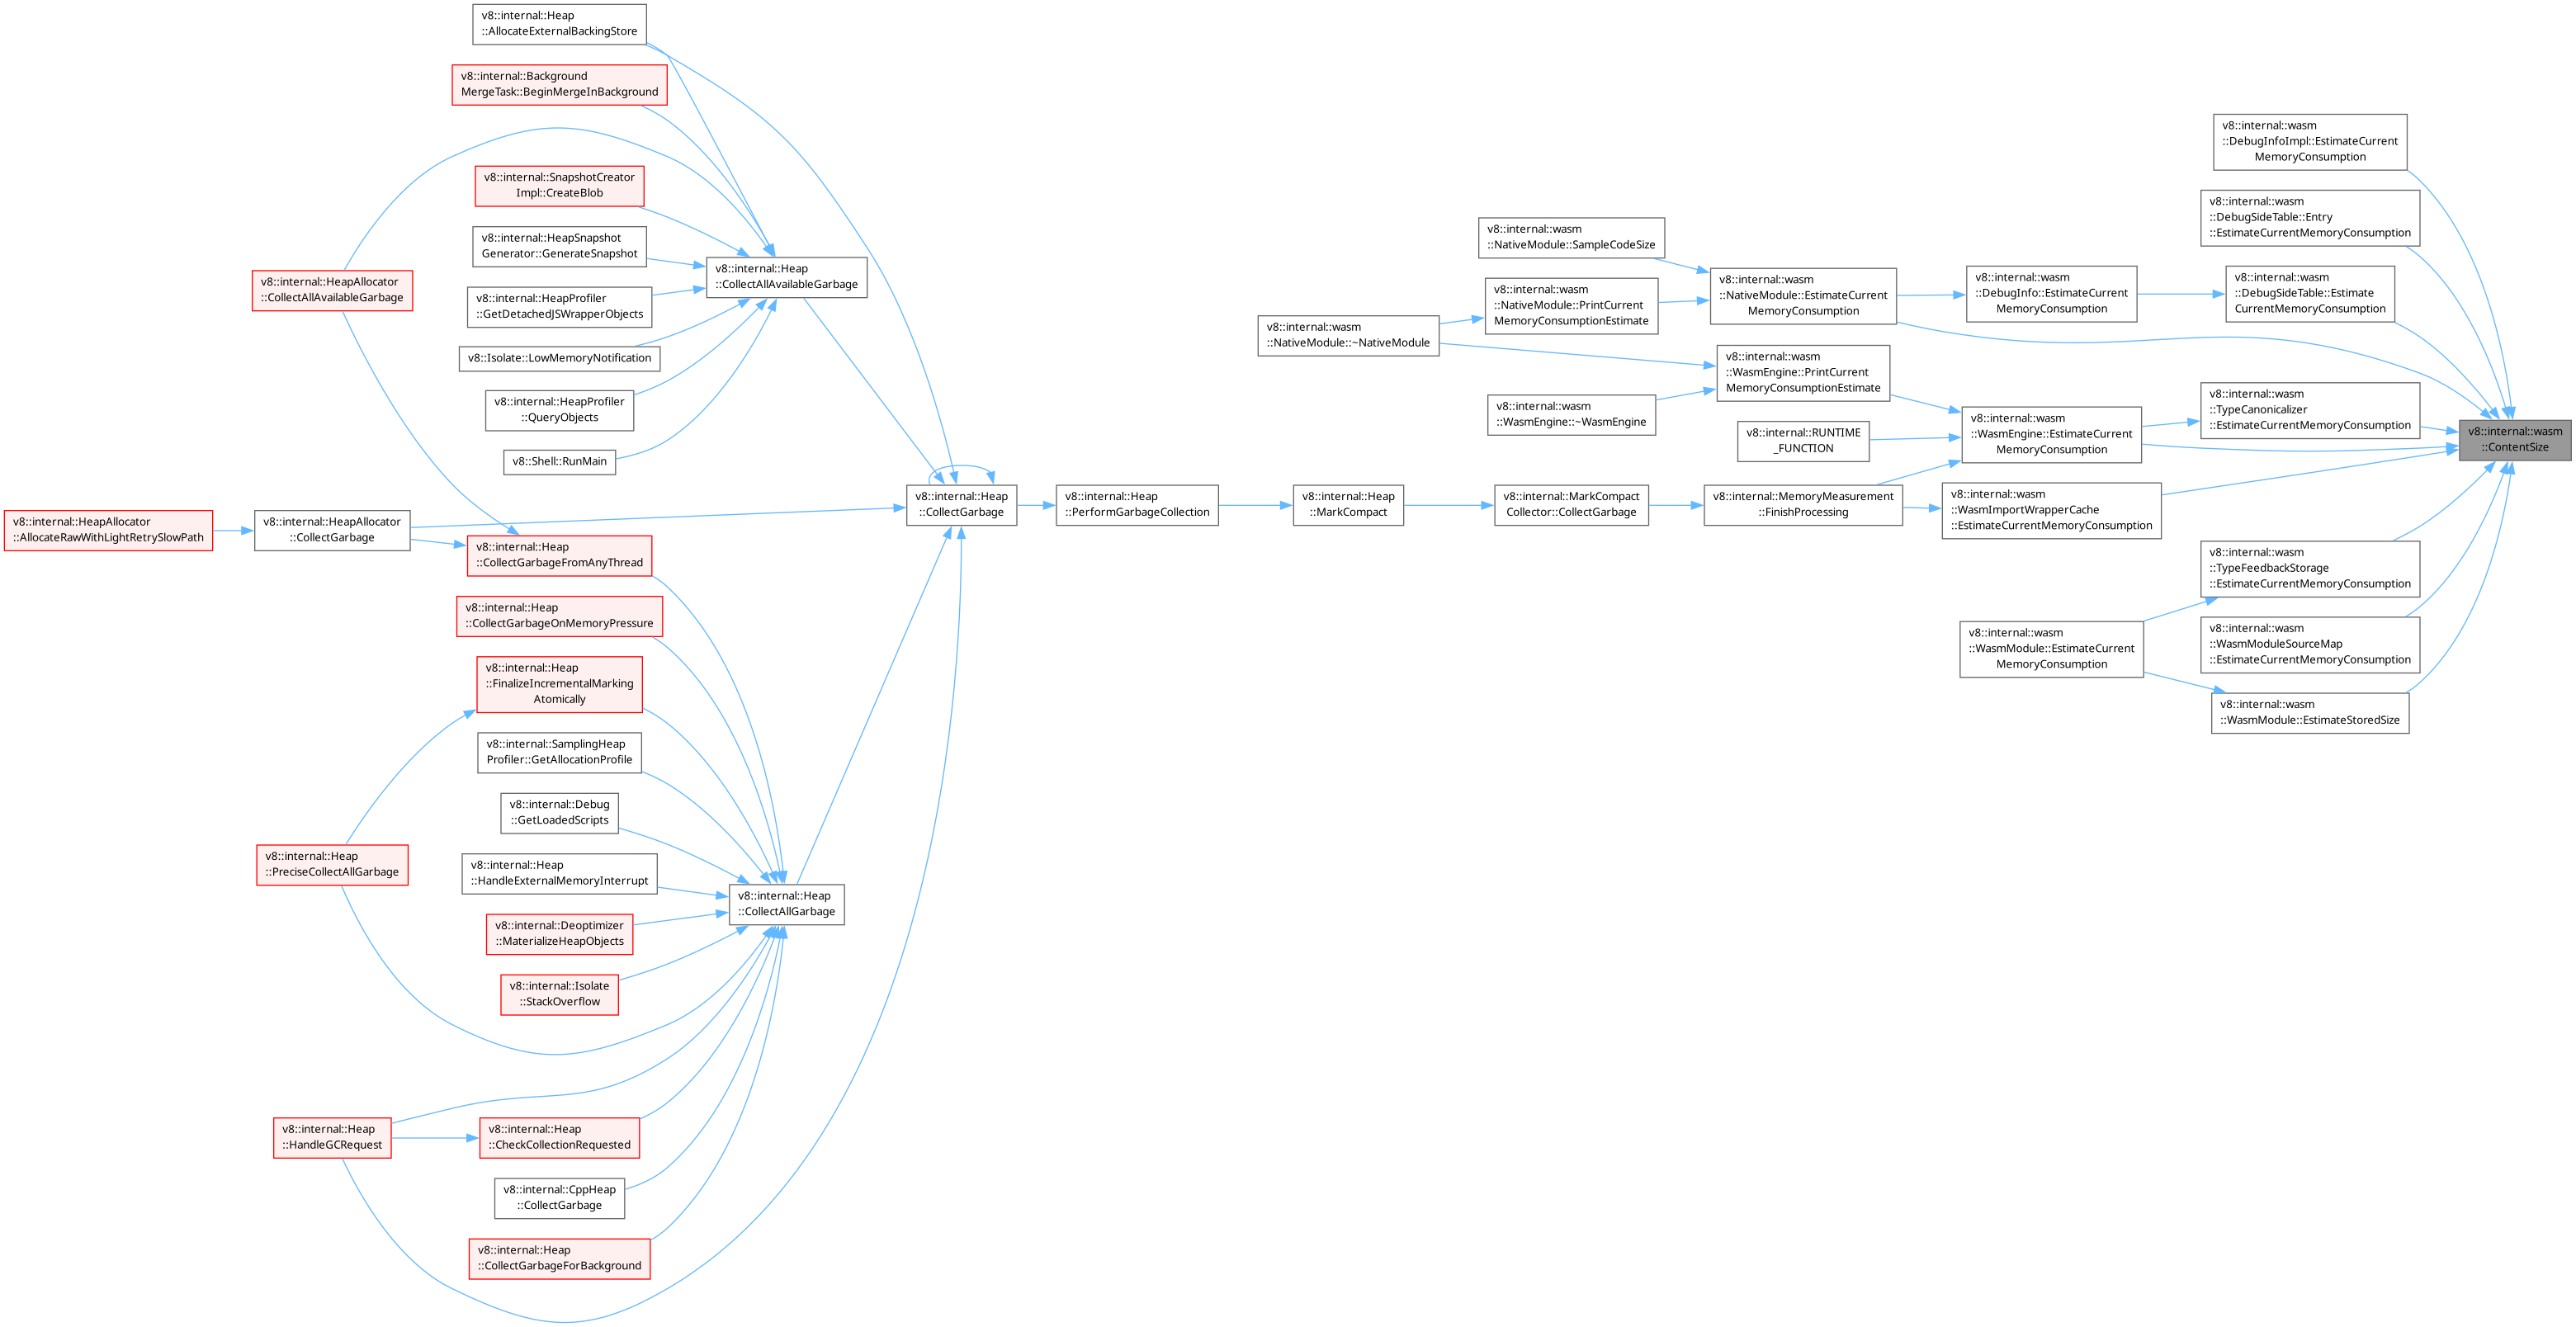 v8::internal::Heap
::AllocateExternalBackingStore
v8::internal::Background
MergeTask::BeginMergeInBackground
v8::internal::SnapshotCreator
Impl::CreateBlob
v8::internal::HeapSnapshot
Generator::GenerateSnapshot
v8::internal::HeapAllocator
::CollectAllAvailableGarbage
v8::internal::HeapProfiler
::GetDetachedJSWrapperObjects
v8::Isolate::LowMemoryNotification
v8::internal::HeapProfiler
::QueryObjects
v8::Shell::RunMain
v8::internal::Heap
::CollectAllAvailableGarbage
v8::internal::HeapAllocator
::AllocateRawWithLightRetrySlowPath
v8::internal::HeapAllocator
::CollectGarbage
v8::internal::Heap
::CollectGarbageFromAnyThread
v8::internal::Heap
::CollectGarbageOnMemoryPressure
v8::internal::Heap
::FinalizeIncrementalMarking
Atomically
v8::internal::SamplingHeap
Profiler::GetAllocationProfile
v8::internal::Debug
::GetLoadedScripts
v8::internal::Heap
::PreciseCollectAllGarbage
v8::internal::Heap
::HandleExternalMemoryInterrupt
v8::internal::Deoptimizer
::MaterializeHeapObjects
v8::internal::Isolate
::StackOverflow
v8::internal::Heap
::HandleGCRequest
v8::internal::Heap
::CheckCollectionRequested
v8::internal::CppHeap
::CollectGarbage
v8::internal::Heap
::CollectGarbageForBackground
v8::internal::Heap
::CollectAllGarbage
v8::internal::Heap
::CollectGarbage
v8::internal::Heap
::PerformGarbageCollection
v8::internal::Heap
::MarkCompact
v8::internal::MarkCompact
Collector::CollectGarbage
v8::internal::MemoryMeasurement
::FinishProcessing
v8::internal::wasm
::NativeModule::~NativeModule
v8::internal::wasm
::NativeModule::SampleCodeSize
v8::internal::wasm
::NativeModule::PrintCurrent
MemoryConsumptionEstimate
v8::internal::wasm
::WasmEngine::~WasmEngine
v8::internal::wasm
::NativeModule::EstimateCurrent
MemoryConsumption
v8::internal::wasm
::WasmEngine::PrintCurrent
MemoryConsumptionEstimate
v8::internal::RUNTIME
_FUNCTION
v8::internal::wasm
::DebugInfo::EstimateCurrent
MemoryConsumption
v8::internal::wasm
::WasmEngine::EstimateCurrent
MemoryConsumption
v8::internal::wasm
::WasmImportWrapperCache
::EstimateCurrentMemoryConsumption
v8::internal::wasm
::WasmModule::EstimateCurrent
MemoryConsumption
v8::internal::wasm
::DebugInfoImpl::EstimateCurrent
MemoryConsumption
v8::internal::wasm
::DebugSideTable::Entry
::EstimateCurrentMemoryConsumption
v8::internal::wasm
::DebugSideTable::Estimate
CurrentMemoryConsumption
v8::internal::wasm
::TypeCanonicalizer
::EstimateCurrentMemoryConsumption
v8::internal::wasm
::TypeFeedbackStorage
::EstimateCurrentMemoryConsumption
v8::internal::wasm
::WasmModuleSourceMap
::EstimateCurrentMemoryConsumption
v8::internal::wasm
::WasmModule::EstimateStoredSize
v8::internal::wasm
::ContentSize